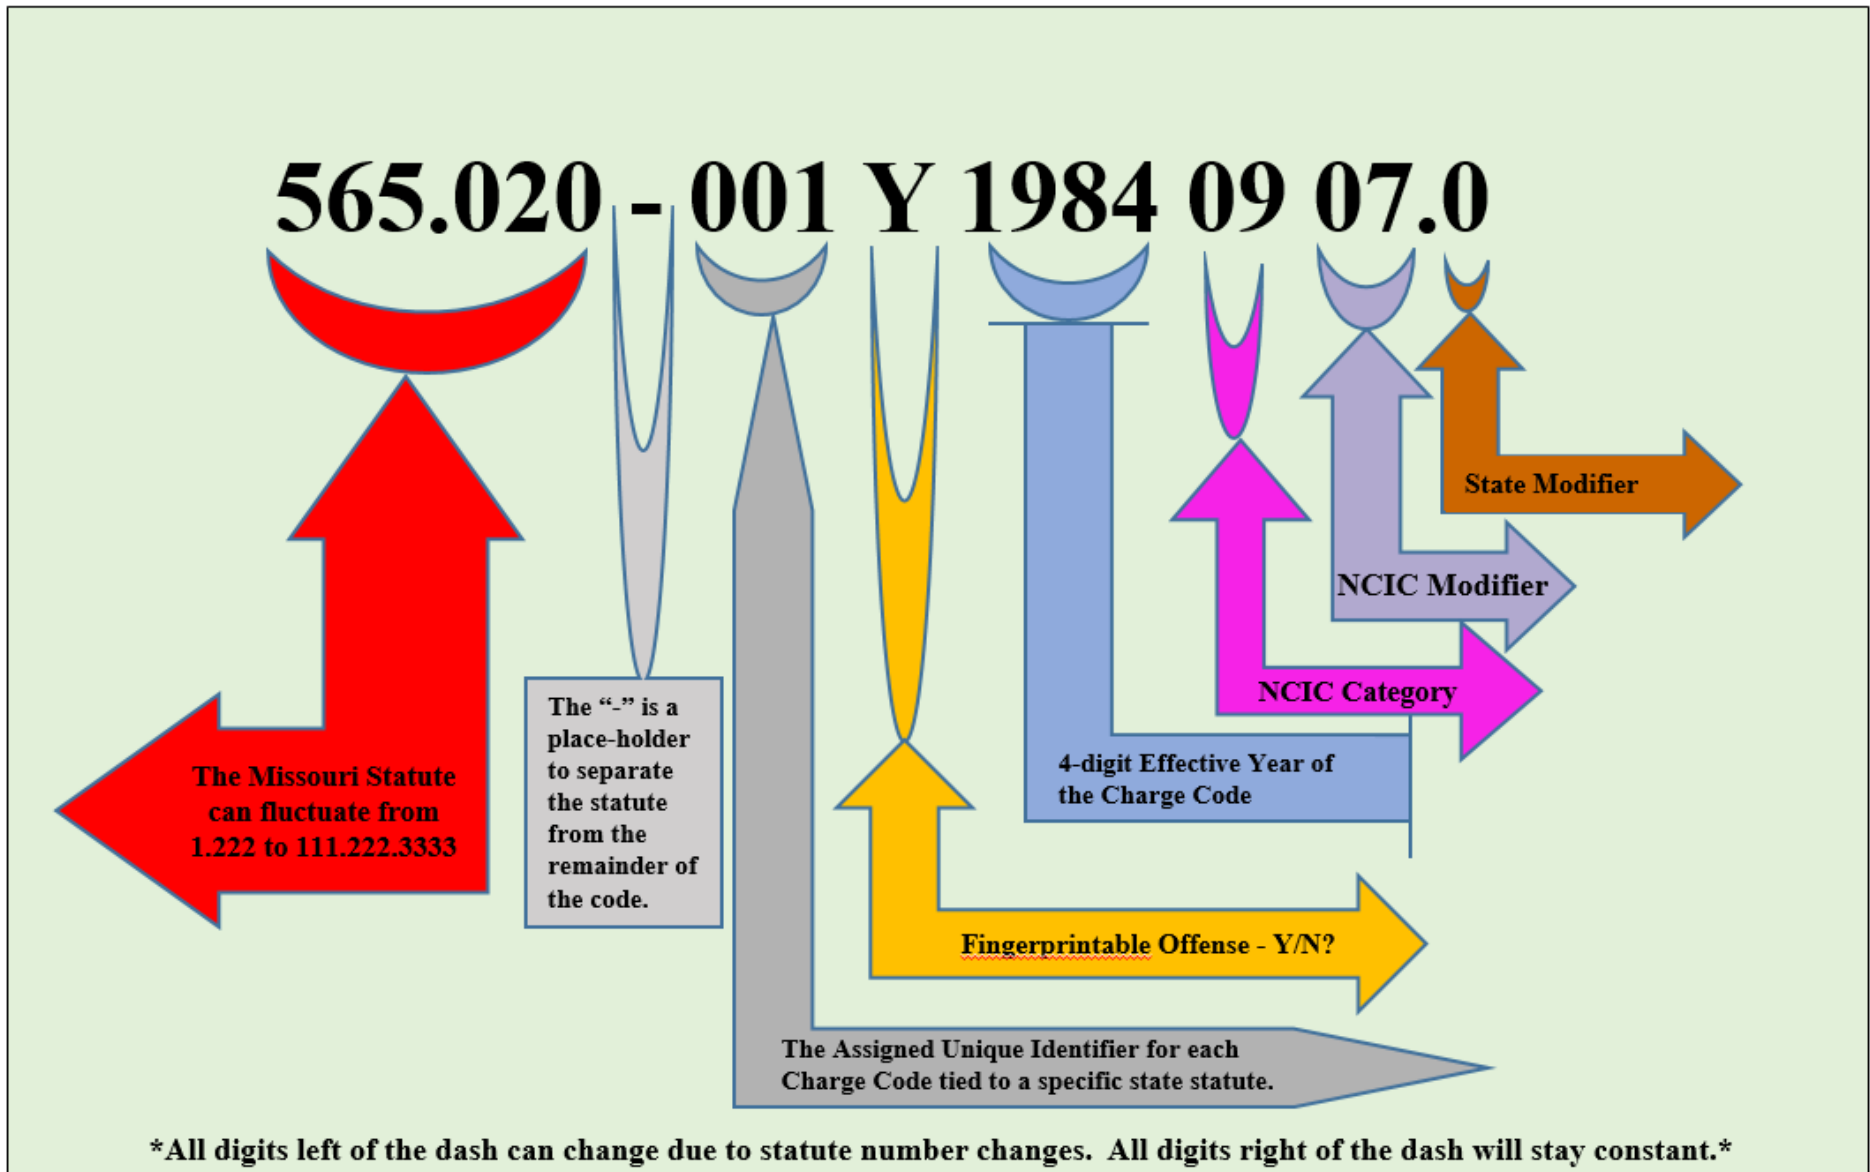 565.020 - 001 Y 1984 09 07.0
State Modifier
NCIC Modifier
NCIC Category
The “-” is a
place-holder
to separate
the statute
from the
remainder of
the code.
4-digit Effective Year of
the Charge Code
The Missouri Statute
can fluctuate from
1.222 to 111.222.3333
Fingerprintable Offense - Y/N?
The Assigned Unique Identifier for each
Charge Code tied to a specific state statute.
*All digits left of the dash can change due to statute number changes.  All digits right of the dash will stay constant.*